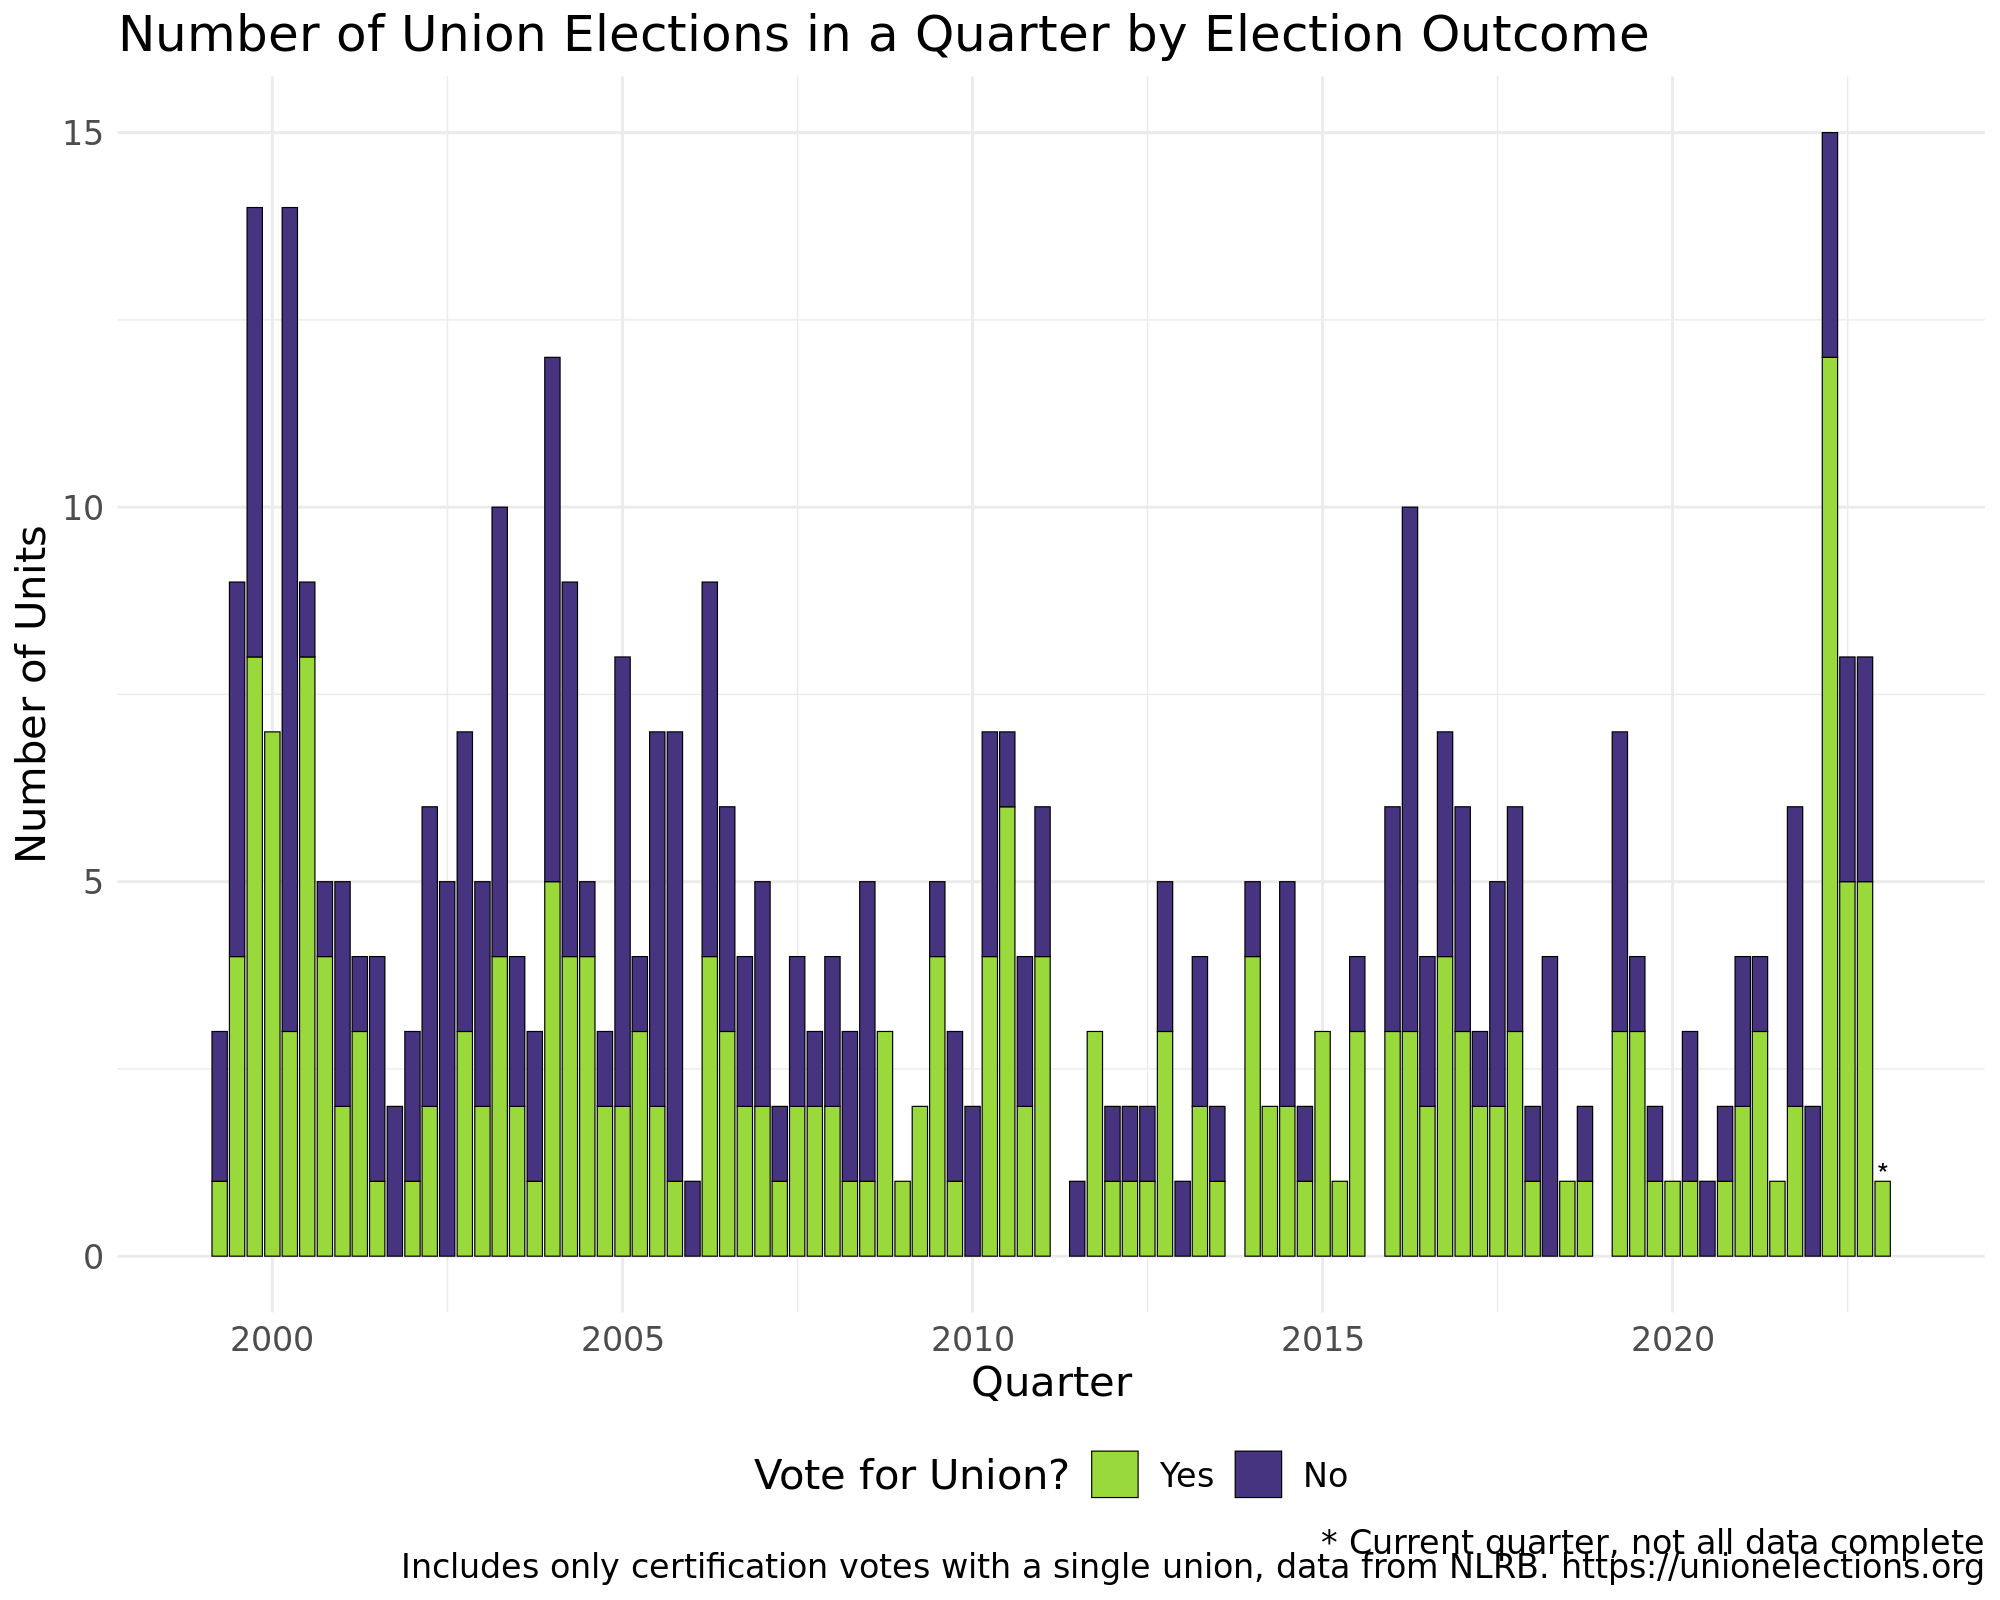 Number of Union Elections in a Quarter by Election Outcome
15
10
5
0
Number of Units
*
2000 2005 2010 2015 2020
Quarter
Vote for Union? Yes No
* Current quarter, not all data complete
Includes only certification votes with a single union, data from NLRB. https://unionelections.org